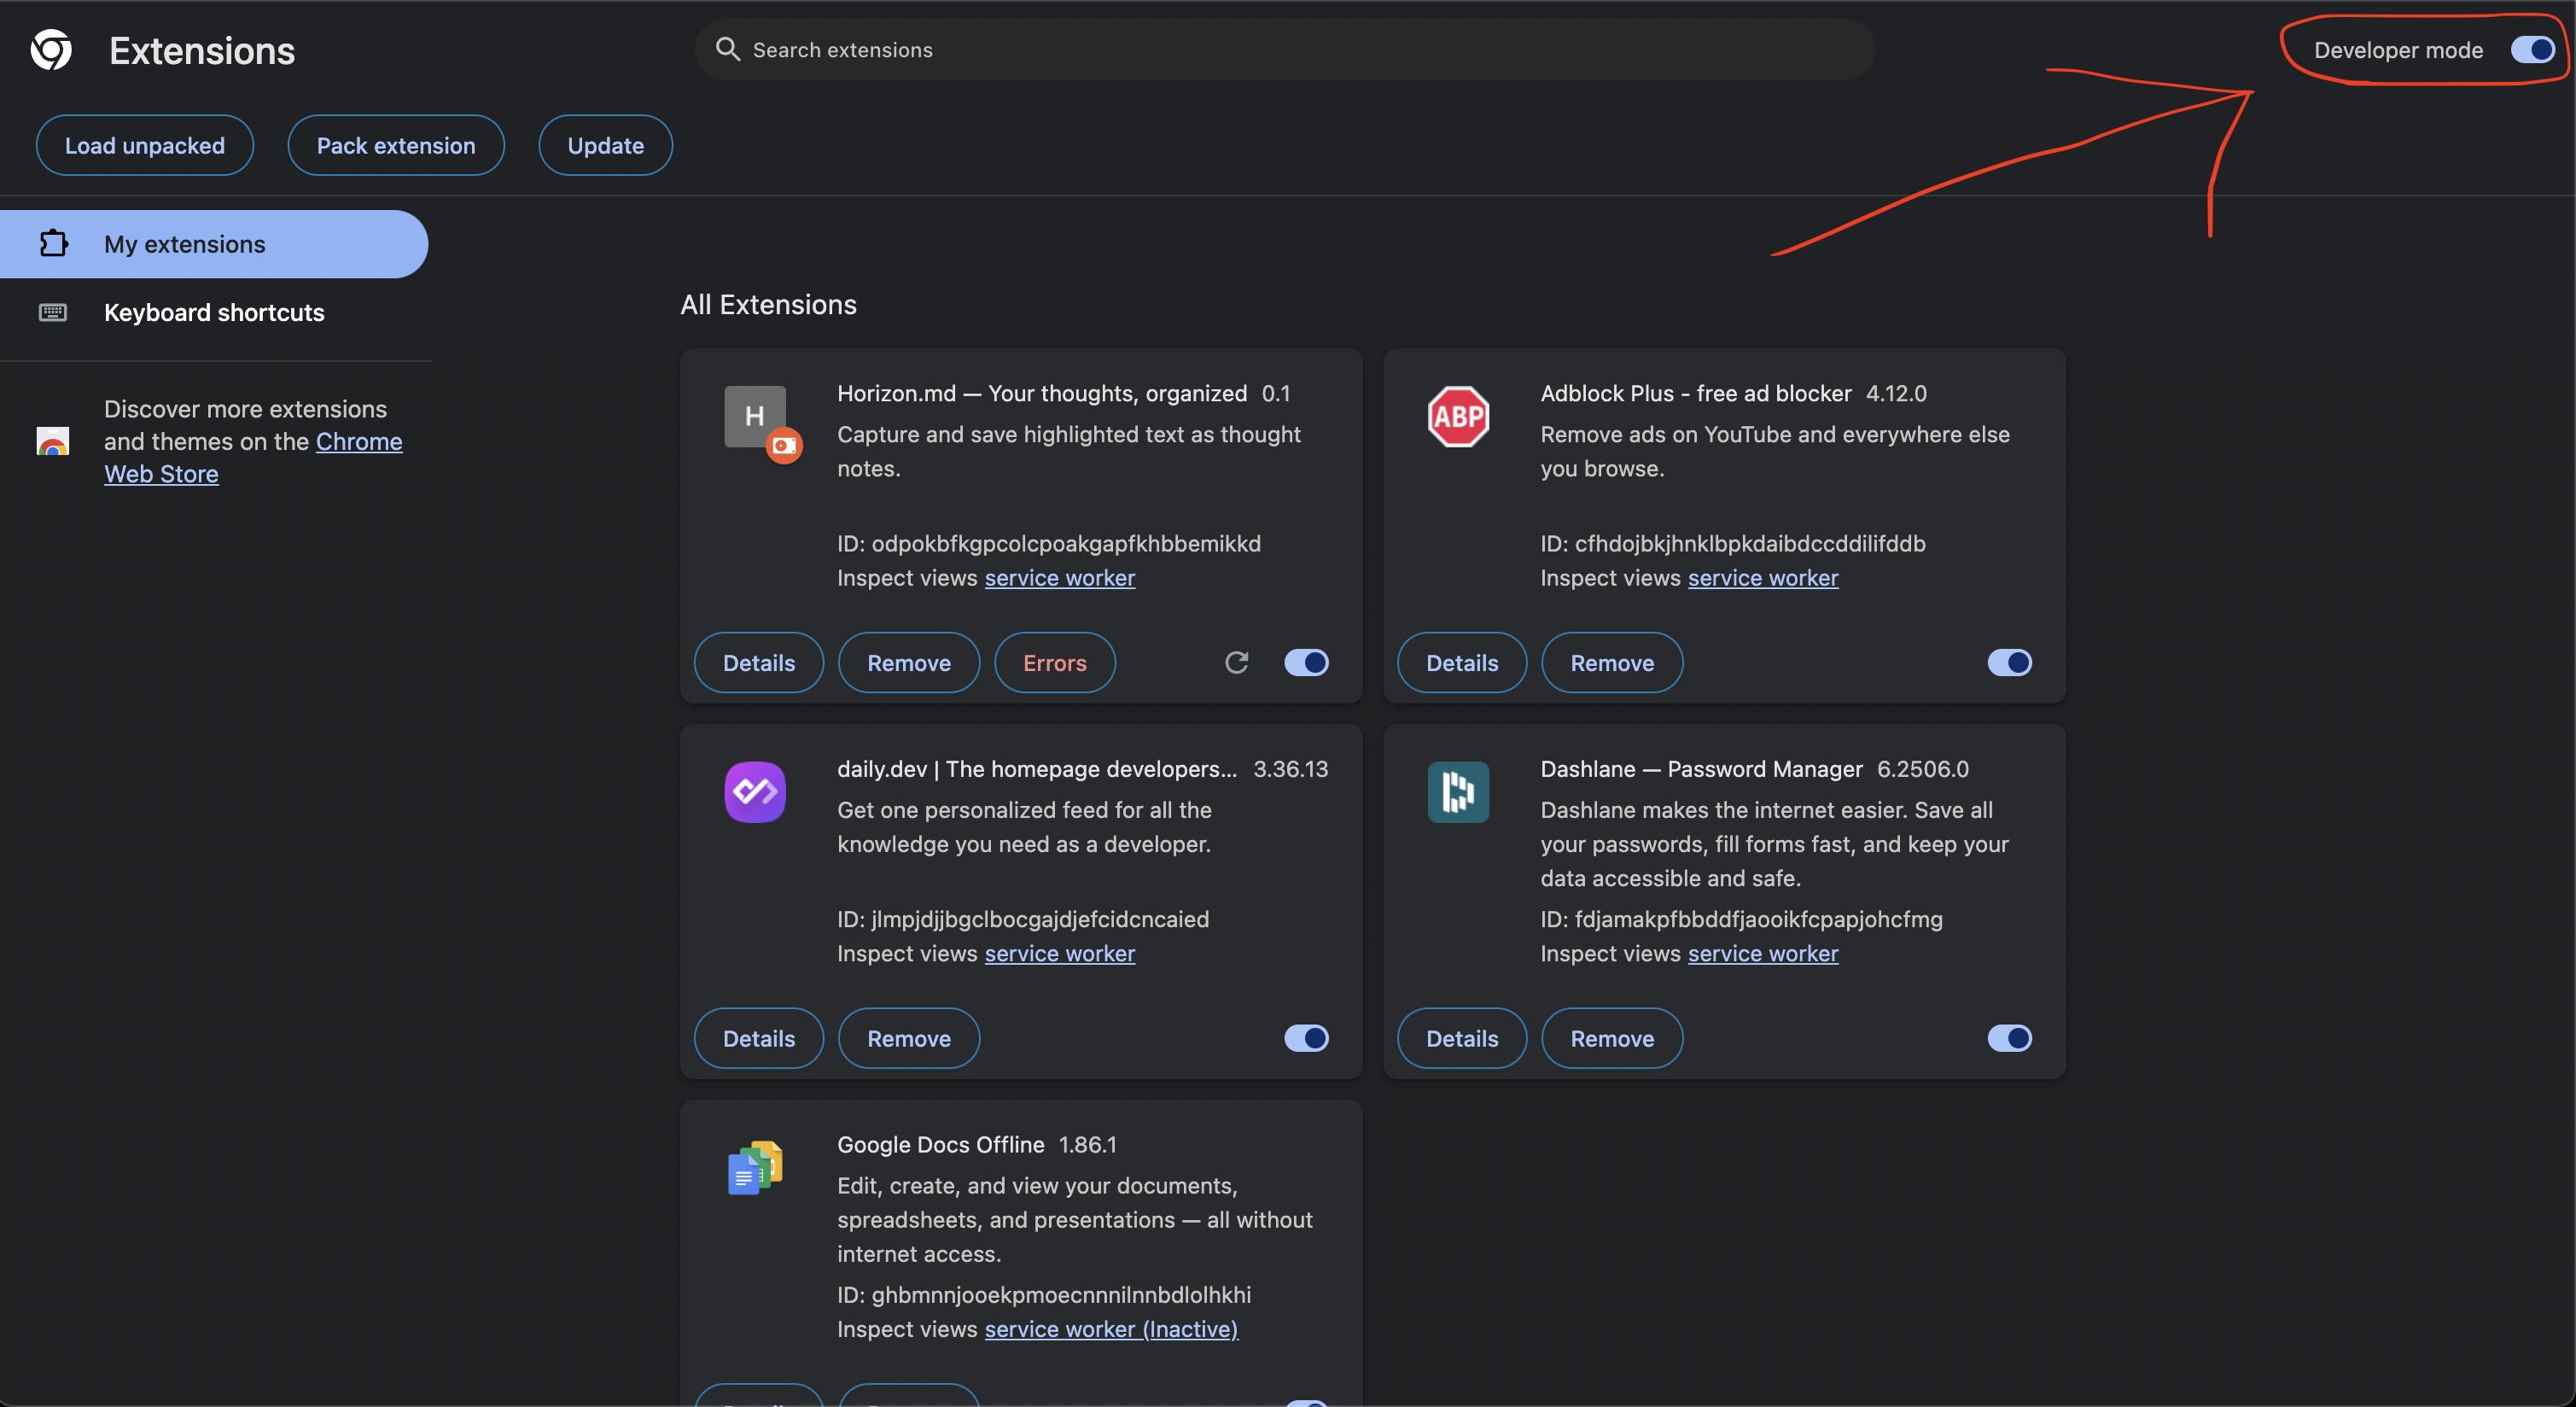 Extensions
Search extensions
Developer mode
Load unpacked
Pack extension
Update
My extensions
Keyboard shortcuts
Discover more extensions
and themes on the Chrome
Web Store
All Extensions
H
Horizon.md — Your thoughts, organized 0.1
Capture and save highlighted text as thought
notes.
ID: odpokbfkgpcolcpoakgapfkhbbemikkd
Inspect views service worker
Details
Remove
Errors
ABP
Adblock Plus - free ad blocker 4.12.0
Remove ads on YouTube and everywhere else
you browse.
ID: cfhdojbkjhnklbpkdaibdccddilifddb
Inspect views service worker
Details
Remove
daily.dev | The homepage developers... 3.36.13
Get one personalized feed for all the
knowledge you need as a developer.
ID: jlmpjdjjbgclbocgajdjefcidcncaied
Inspect views service worker
Details
Remove
Dashlane — Password Manager 6.2506.0
Dashlane makes the internet easier. Save all
your passwords, fill forms fast, and keep your
data accessible and safe.
ID: fdjamakpfbbddfjaooikfcpapjohcfmg
Inspect views service worker
Details
Remove
Google Docs Offline 1.86.1
Edit, create, and view your documents,
spreadsheets, and presentations — all without
internet access.
ID: ghbmnnjooekpmoecnnnilnnbdlolhkhi
Inspect views service worker (Inactive)